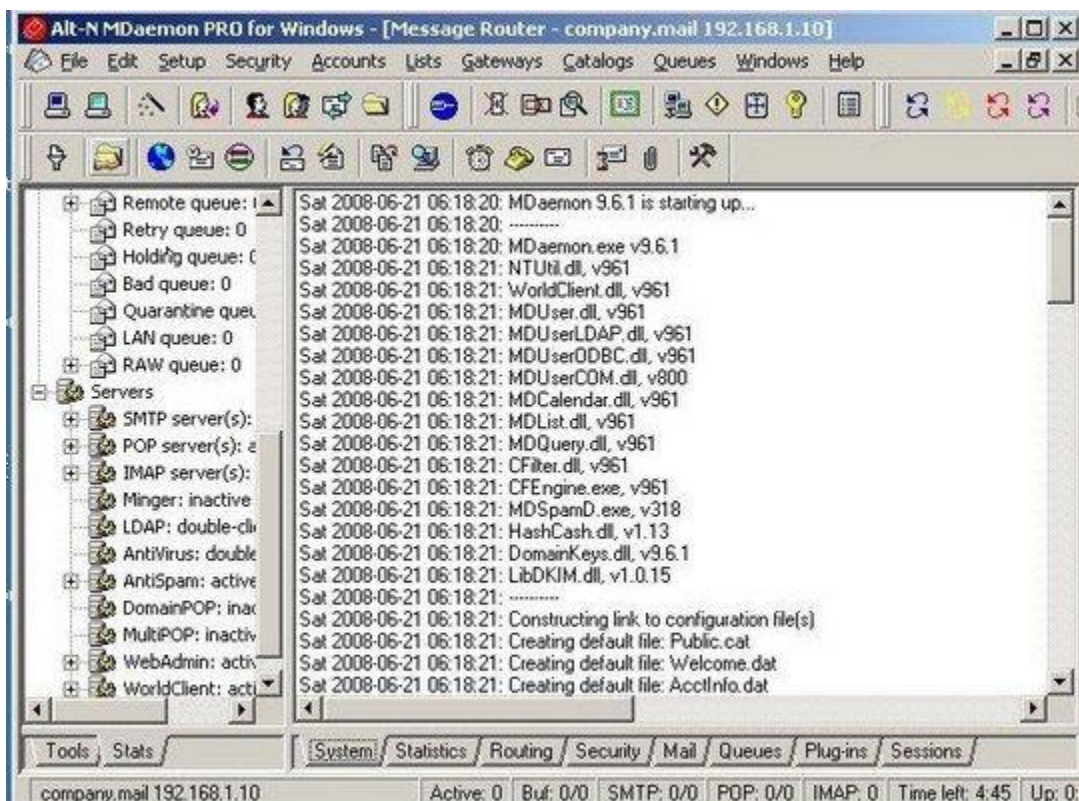 Alt-N MDaemon PRO for Windows - [Message Router - company.mail 192.168.1.10]
File Edit Setup Security Accounts Lists Gateways Catalogs Queues Windows Help
Remote queue:
Retry queue: 0
Holding queue:
Bad queue: 0
Quarantine
LAN queue: 0
RAW queue: 0
Servers
SMTP server(s):
POP server(s):
IMAP server(s):
Minger: inactive
LDAP:
AntiVirus: double
AntiSpam: active
DomainPOP:
MultiPOP:
WebAdmin:
WorldClient:
Sat 2008-06-21 06:18:20: MDaemon 9.6.1 is starting up...
Sat 2008-06-21 06:18:20: ----------
Sat 2008-06-21 06:18:20: MDaemon.exe v9.6.1
Sat 2008-06-21 06:18:21: NTUtil.dll, v961
Sat 2008-06-21 06:18:21: WorldClient.dll, v961
Sat 2008-06-21 06:18:21: MDUser.dll, v961
Sat 2008-06-21 06:18:21: MDUserLDAP.dll, v961
Sat 2008-06-21 06:18:21: MDUserODBC.dll, v961
Sat 2008-06-21 06:18:21: MDUserCOM.dll, v800
Sat 2008-06-21 06:18:21: MDCalendar.dll, v961
Sat 2008-06-21 06:18:21: MDList.dll, v961
Sat 2008-06-21 06:18:21: MDQuery.dll, v961
Sat 2008-06-21 06:18:21: CFilter.dll, v961
Sat 2008-06-21 06:18:21: CFEngine.exe, v961
Sat 2008-06-21 06:18:21: MDSpamD.exe, v318
Sat 2008-06-21 06:18:21: HashCash.dll, v1.13
Sat 2008-06-21 06:18:21: DomainKeys.dll, v9.6.1
Sat 2008-06-21 06:18:21: LibDKIM.dll, v1.0.15
Sat 2008-06-21 06:18:21: ----------
Sat 2008-06-21 06:18:21: Constructing link to configuration file(s)
Sat 2008-06-21 06:18:21: Creating default file: Public.cat
Sat 2008-06-21 06:18:21: Creating default file: Welcome.dat
Sat 2008-06-21 06:18:21: Creating default file: AcctInfo.dat
Tools Stats
System Statistics Routing Security Mail Queues Plug-ins Sessions
company.mail 192.168.1.10 Active: 0 Buf: 0/0 SMTP: 0/0 POP: 0/0 IMAP: 0 Time left: 4:45 Up: 0: